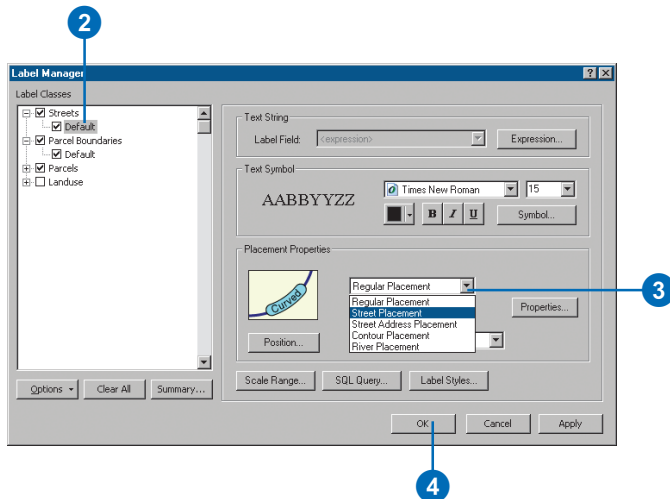 2
Label Manager
Label Classes
Streets
Default
Parcel Boundaries
Default
Parcels
Landuse
Options
Clear All
Summary...
Text String
Label Field:
<expression>
Expression...
Text Symbol
AABBYYZZ
Times New Roman
15
B I U
Symbol...
Placement Properties
Curved
Position...
Regular Placement
3
Regular Placement
Street Placement
Street Address Placement
Contour Placement
River Placement
Properties...
Scale Range...
SQL Query...
Label Styles...
OK
Cancel
Apply
4